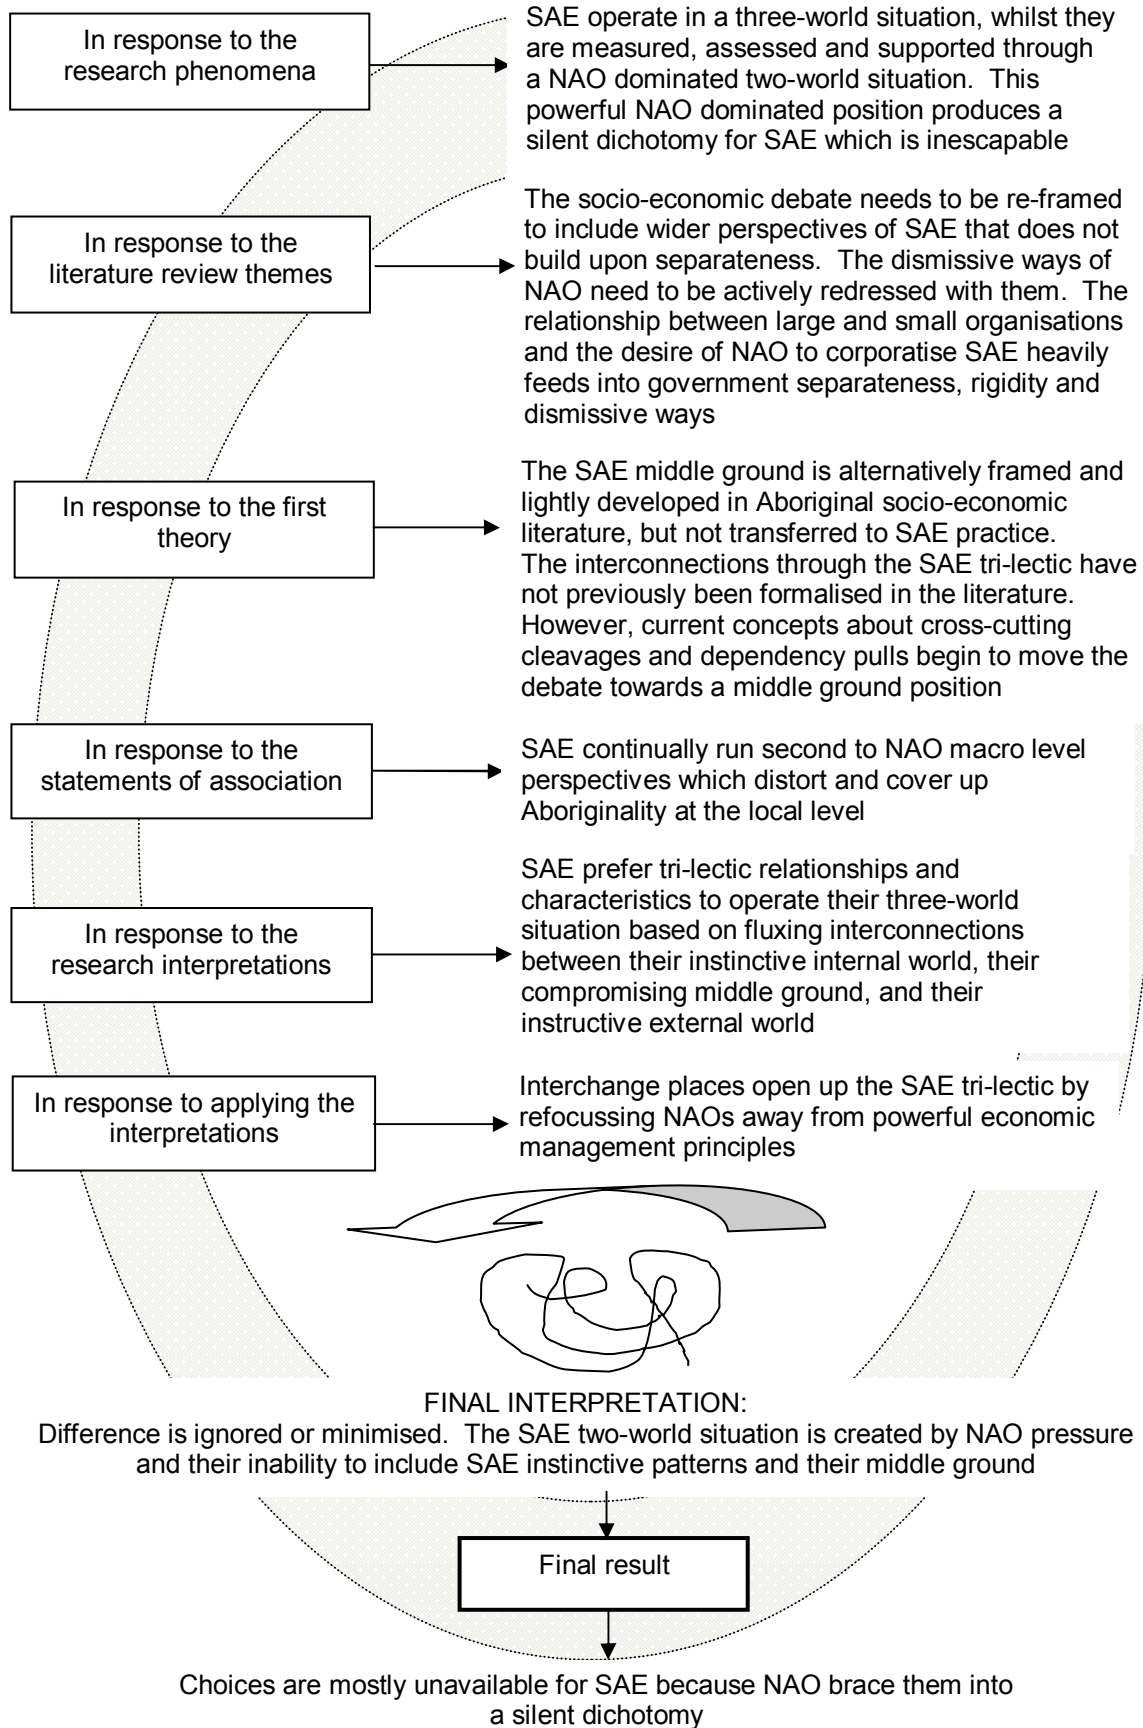 In response to the
research phenomena
SAE operate in a three-world situation, whilst they
are measured, assessed and supported through
a NAO dominated two-world situation.  This
powerful NAO dominated position produces a
silent dichotomy for SAE which is inescapable
In response to the
literature review themes
The socio-economic debate needs to be re-framed
to include wider perspectives of SAE that does not
build upon separateness.  The dismissive ways of
NAO need to be actively redressed with them.  The
relationship between large and small organisations
and the desire of NAO to corporatise SAE heavily
feeds into government separateness, rigidity and
dismissive ways
In response to the first
theory
The SAE middle ground is alternatively framed and
lightly developed in Aboriginal socio-economic
literature, but not transferred to SAE practice.
The interconnections through the SAE tri-lectic have
not previously been formalised in the literature.
However, current concepts about cross-cutting
cleavages and dependency pulls begin to move the
debate towards a middle ground position
In response to the
statements of association
SAE continually run second to NAO macro level
perspectives which distort and cover up
Aboriginality at the local level
In response to the
research interpretations
SAE prefer tri-lectic relationships and
characteristics to operate their three-world
situation based on fluxing interconnections
between their instinctive internal world, their
compromising middle ground, and their
instructive external world
In response to applying the
interpretations
Interchange places open up the SAE tri-lectic by
refocussing NAOs away from powerful economic
management principles
FINAL INTERPRETATION:
Difference is ignored or minimised.  The SAE two-world situation is created by NAO pressure
and their inability to include SAE instinctive patterns and their middle ground
Final result
Choices are mostly unavailable for SAE because NAO brace them into
a silent dichotomy